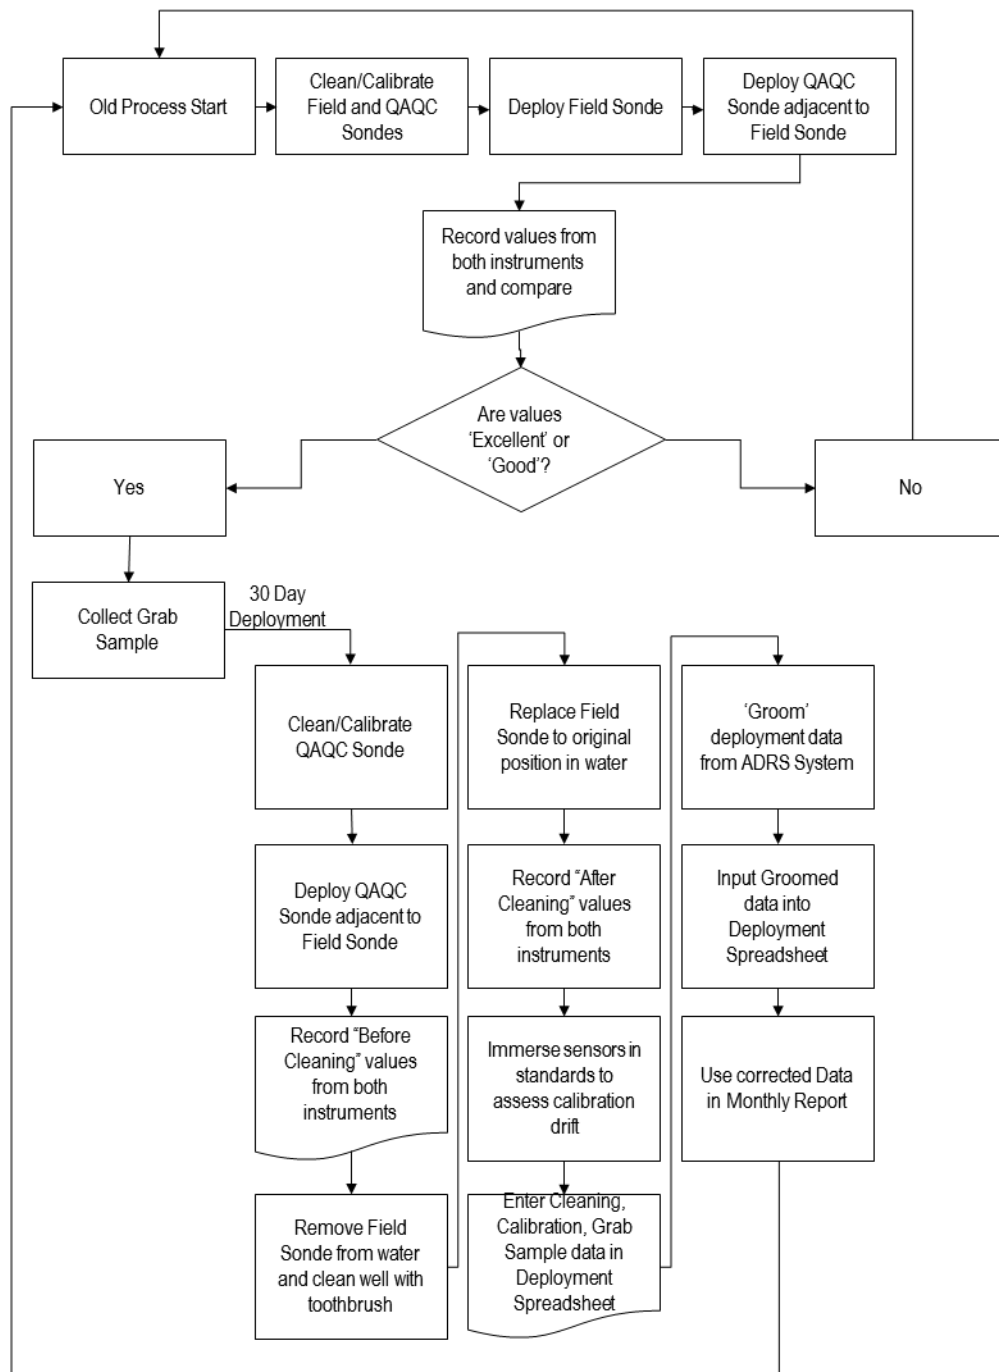 Old Process Start
Clean/Calibrate
Field and QAQC
Sondes
Deploy Field Sonde
Deploy QAQC
Sonde adjacent to
Field Sonde
Record values from
both instruments
and compare
Are values
‘Excellent’ or
‘Good’?
Yes
No
Collect Grab
Sample
30 Day
Deployment
Clean/Calibrate
QAQC Sonde
Deploy QAQC
Sonde adjacent to
Field Sonde
Record “Before
Cleaning” values
from both
instruments
Remove Field
Sonde from water
and clean well with
toothbrush
Replace Field
Sonde to original
position in water
Record “After
Cleaning” values
from both
instruments
Immerse sensors in
standards to
assess calibration
drift
Enter Cleaning,
Calibration, Grab
Sample data in
Deployment
Spreadsheet
‘Groom’
deployment data
from ADRS System
Input Groomed
data into
Deployment
Spreadsheet
Use corrected Data
in Monthly Report